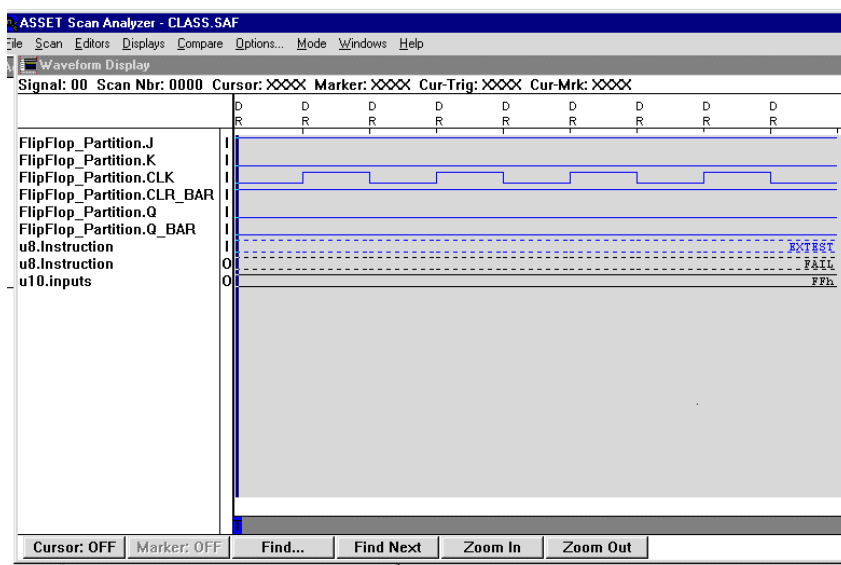 ASSET Scan Analyzer - CLASS.SAF
File Scan Editors Displays Compare Options... Mode Windows Help
Waveform Display
Signal: 00 Scan Nbr: 0000 Cursor: XXXX Marker: XXXX Cur-Trig: XXXX Cur-Mrk: XXXX
D D D D D D D D D
R R R R R R R R R
FlipFlop_Partition.J I
FlipFlop_Partition.K I
FlipFlop_Partition.CLK I
FlipFlop_Partition.CLR_BAR I
FlipFlop_Partition.Q I
FlipFlop_Partition.Q_BAR I
u8.Instruction I EXTEST
u8.Instruction O FAIL
u10.inputs O FFh
T
Cursor: OFF Marker: OFF Find... Find Next Zoom In Zoom Out